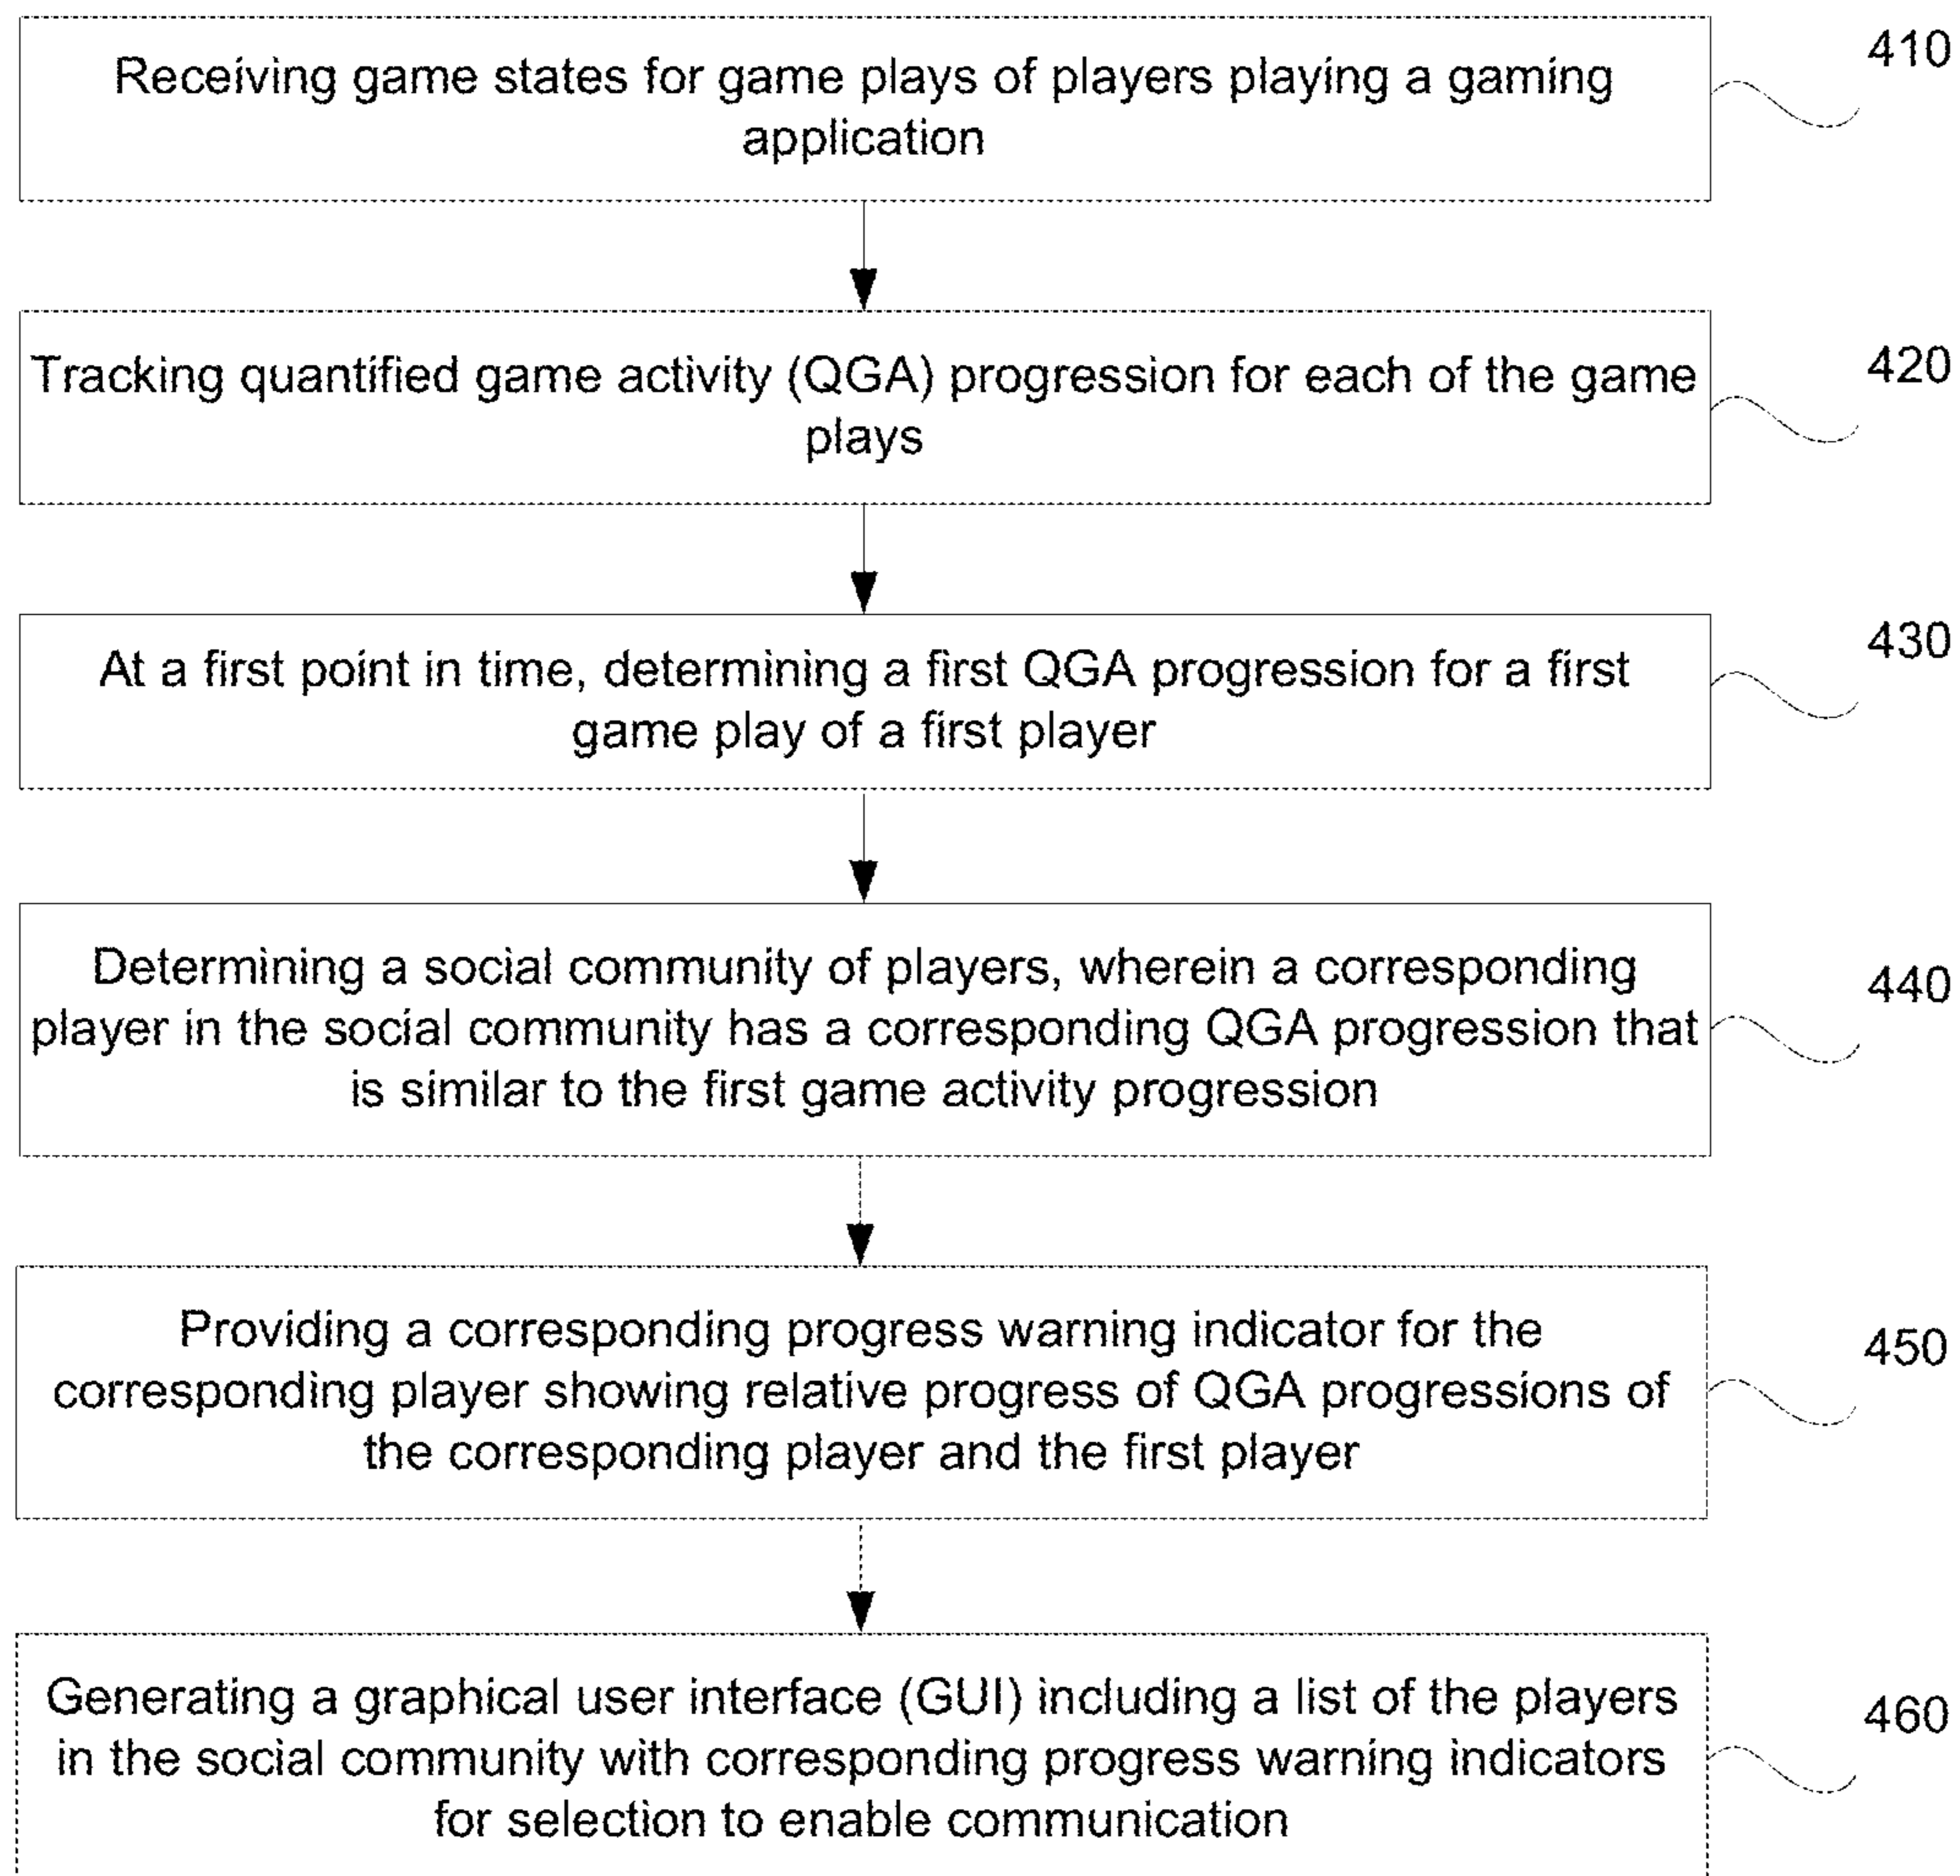 Receiving game states for game plays of players playing a gaming
application
410
Tracking quantified game activity (QGA) progression for each of the game
plays
420
At a first point in time, determining a first QGA progression for a first
game play of a first player
430
Determining a social community of players, wherein a corresponding
player in the social community has a corresponding QGA progression that
is similar to the first game activity progression
440
Providing a corresponding progress warning indicator for the
corresponding player showing relative progress of QGA progressions of
the corresponding player and the first player
450
Generating a graphical user interface (GUI) including a list of the players
in the social community with corresponding progress warning indicators
for selection to enable communication
460